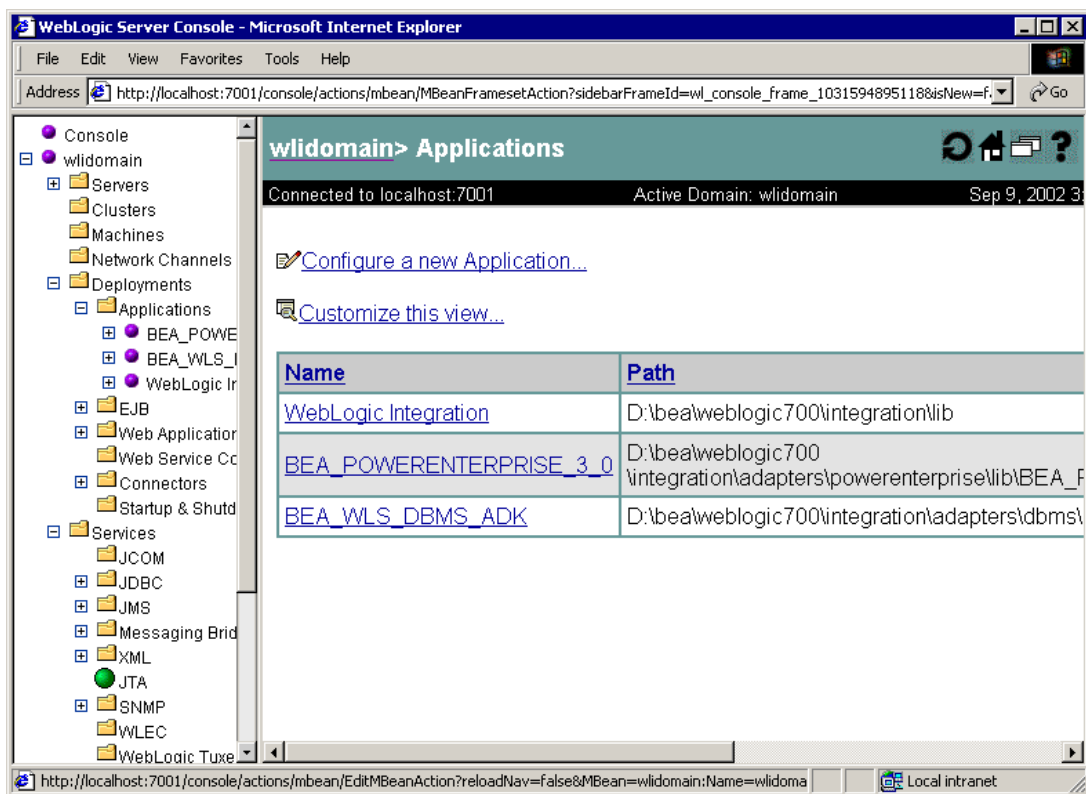 WebLogic Server Console - Microsoft Internet Explorer
File Edit View Favorites Tools Help
Address http://localhost:7001/console/actions/mbean/MBeanFramesetAction?sidebarFrameId=wl_console_frame_1031594895118&isNew=f Go
Console
wlidomain
Servers
Clusters
Machines
Network Channels
Deployments
Applications
BEA_POWE
BEA_WLS_
WebLogic Ir
EJB
Web Application
Web Service Co
Connectors
Startup & Shutd
Services
JCOM
JDBC
JMS
Messaging Brid
XML
JTA
SNMP
WLEC
WebLogic Tuxe
wlidomain> Applications
Connected to localhost:7001 Active Domain: wlidomain Sep 9, 2002 3:
Configure a new Application...
Customize this view...
Name Path
WebLogic Integration D:\bea\weblogic700\integration\lib
BEA_POWERENTERPRISE_3_0 D:\bea\weblogic700
\integration\adapters\powerenterprise\lib\BEA_
BEA_WLS_DBMS_ADK D:\bea\weblogic700\integration\adapters\dbms\
http://localhost:7001/console/actions/mbean/EditMBeanAction?reloadNav=false&MBean=wlidomain:Name=wlidoma Local intranet